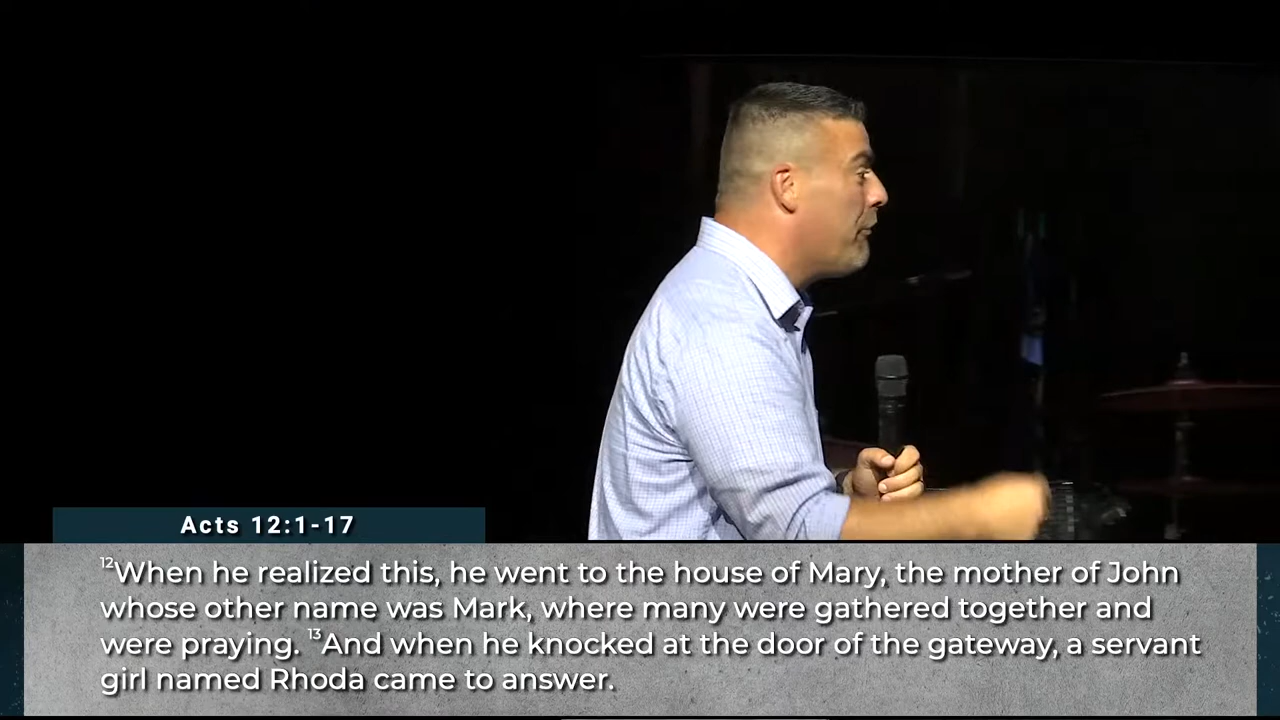 Acts 12:1-17
12When he realized this, he went to the house of Mary, the mother of John
whose other name was Mark, where many were gathered together and
were praying. 13And when he knocked at the door of the gateway, a servant
girl named Rhoda came to answer.